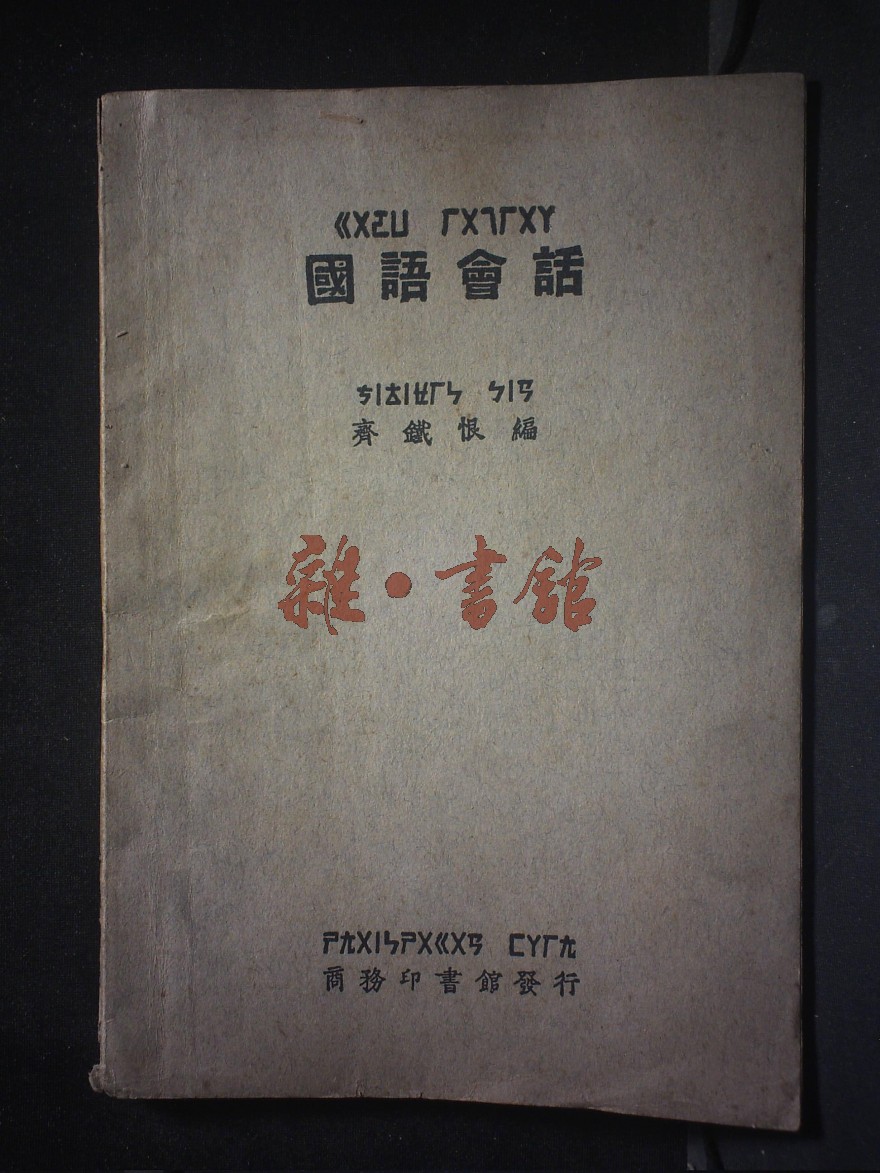 ㄍㄨㄛㄩ ㄏㄨㄟㄏㄨㄚ
國語會話
ㄘㄧㄊㄧㄝㄏㄣ ㄅㄧㄢ
齊鐵恨編
雜·書館
ㄕㄤㄨㄧㄣㄕㄨㄍㄨㄢ ㄈㄚㄏㄤ
商務印書館發行